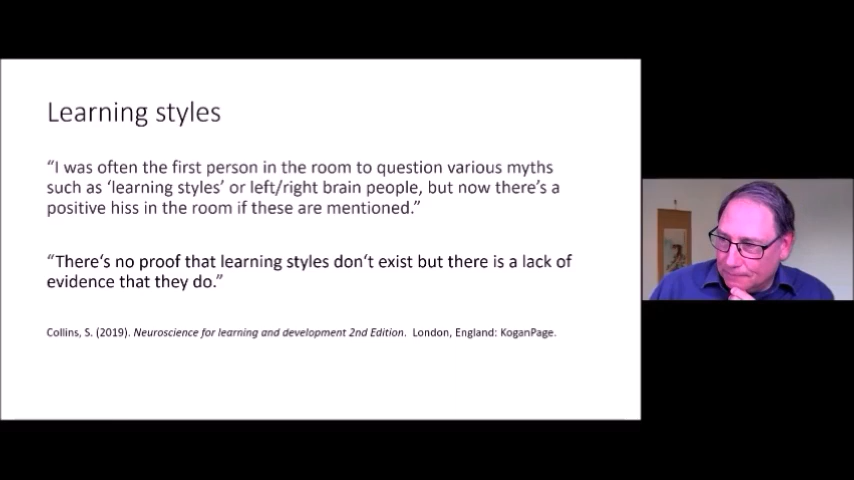 Learning styles
“I was often the first person in the room to question various myths
such as ‘learning styles’ or left/right brain people, but now there’s a
positive hiss in the room if these are mentioned.”
“There‘s no proof that learning styles don‘t exist but there is a lack of
evidence that they do.”
Collins, S. (2019). Neuroscience for learning and development 2nd Edition. London, England: KoganPage.